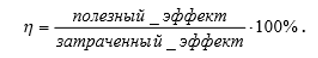 η = полезный_эффект / затраченный_эффект · 100% .